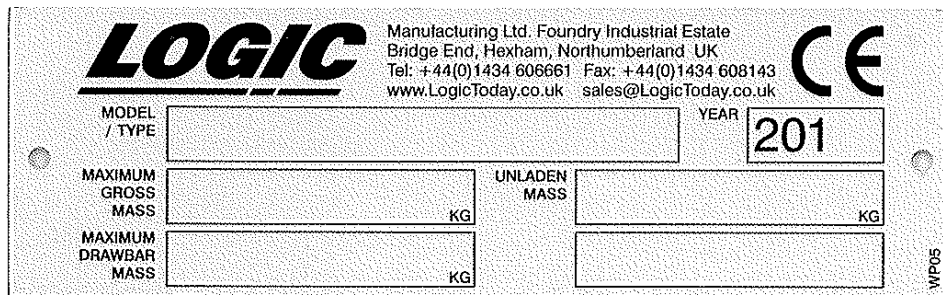 LOGIC
Manufacturing Ltd. Foundry Industrial Estate
Bridge End, Hexham, Northumberland UK
Tel: +44(0)1434 606661 Fax: +44(0)1434 608143
www.LogicToday.co.uk sales@LogicToday.co.uk
CE
MODEL
/ TYPE
YEAR
201
MAXIMUM
GROSS
MASS
KG
UNLADEN
MASS
KG
MAXIMUM
DRAWBAR
MASS
KG
WP05